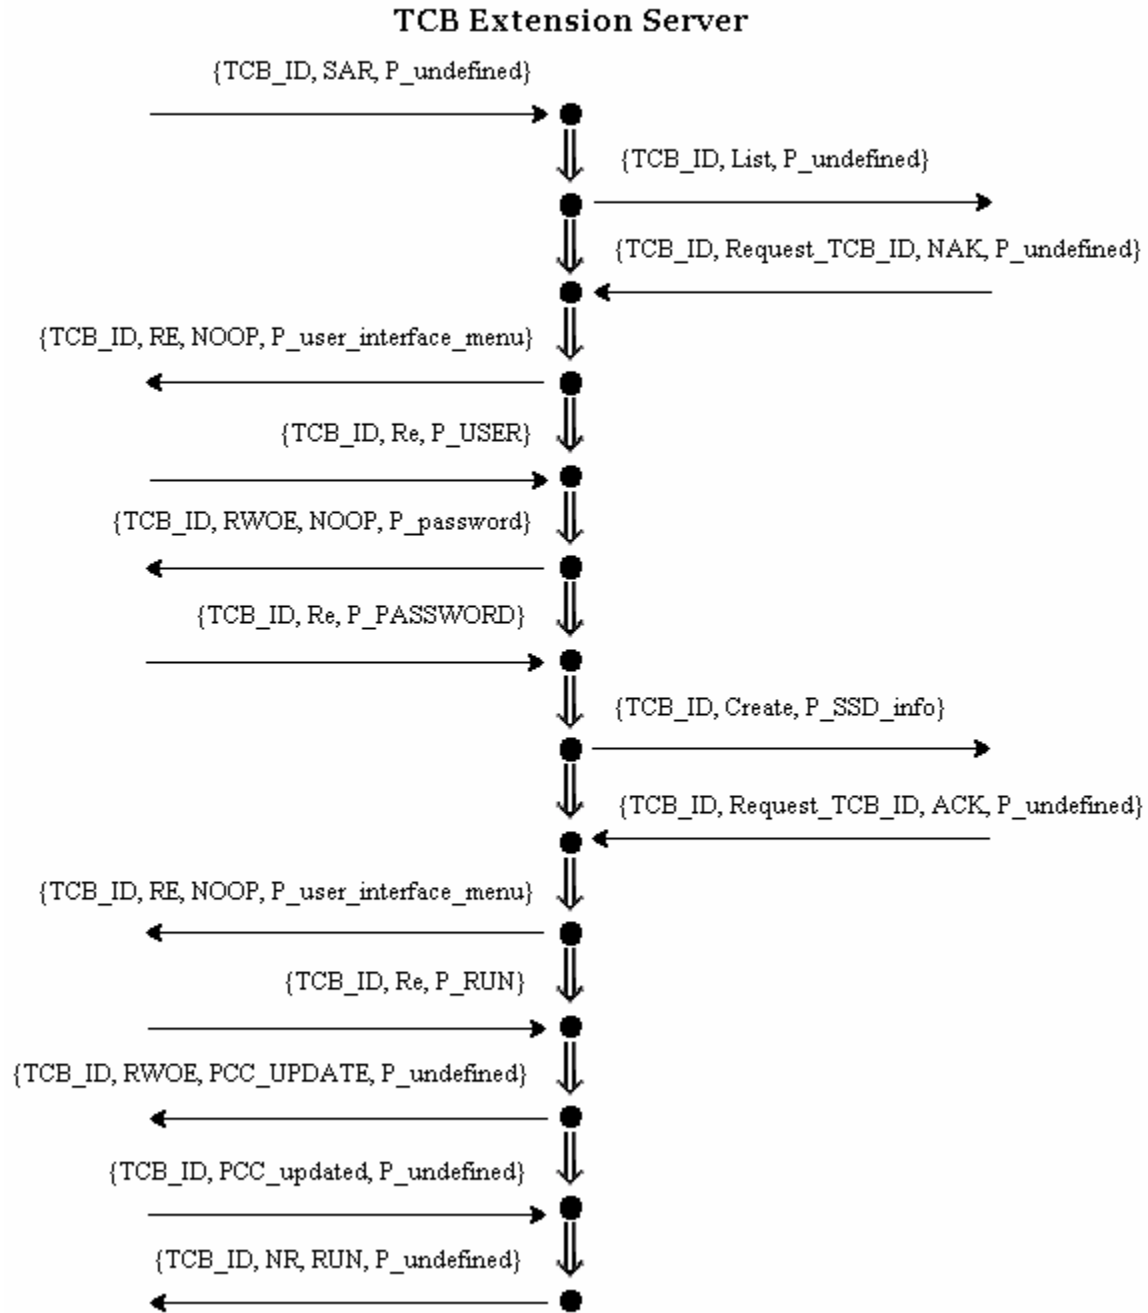 TCB Extension Server
{TCB_ID, SAR, P_undefined}
{TCB_ID, List, P_undefined}
{TCB_ID, Request_TCB_ID, NAK, P_undefined}
{TCB_ID, RE, NOOP, P_user_interface_menu}
{TCB_ID, Re, P_USER}
{TCB_ID, RWOE, NOOP, P_password}
{TCB_ID, Re, P_PASSWORD}
{TCB_ID, Create, P_SSD_info}
{TCB_ID, Request_TCB_ID, ACK, P_undefined}
{TCB_ID, RE, NOOP, P_user_interface_menu}
{TCB_ID, Re, P_RUN}
{TCB_ID, RWOE, PCC_UPDATE, P_undefined}
{TCB_ID, PCC_updated, P_undefined}
{TCB_ID, NR, RUN, P_undefined}